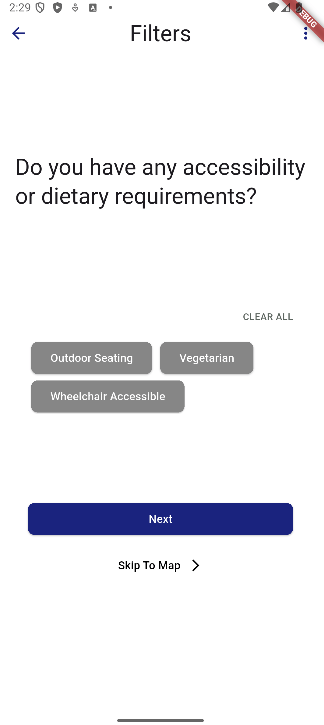 2:29
DEBUG
Filters
Do you have any accessibility
or dietary requirements?
CLEAR ALL
Outdoor Seating
Vegetarian
Wheelchair Accessible
Next
Skip To Map